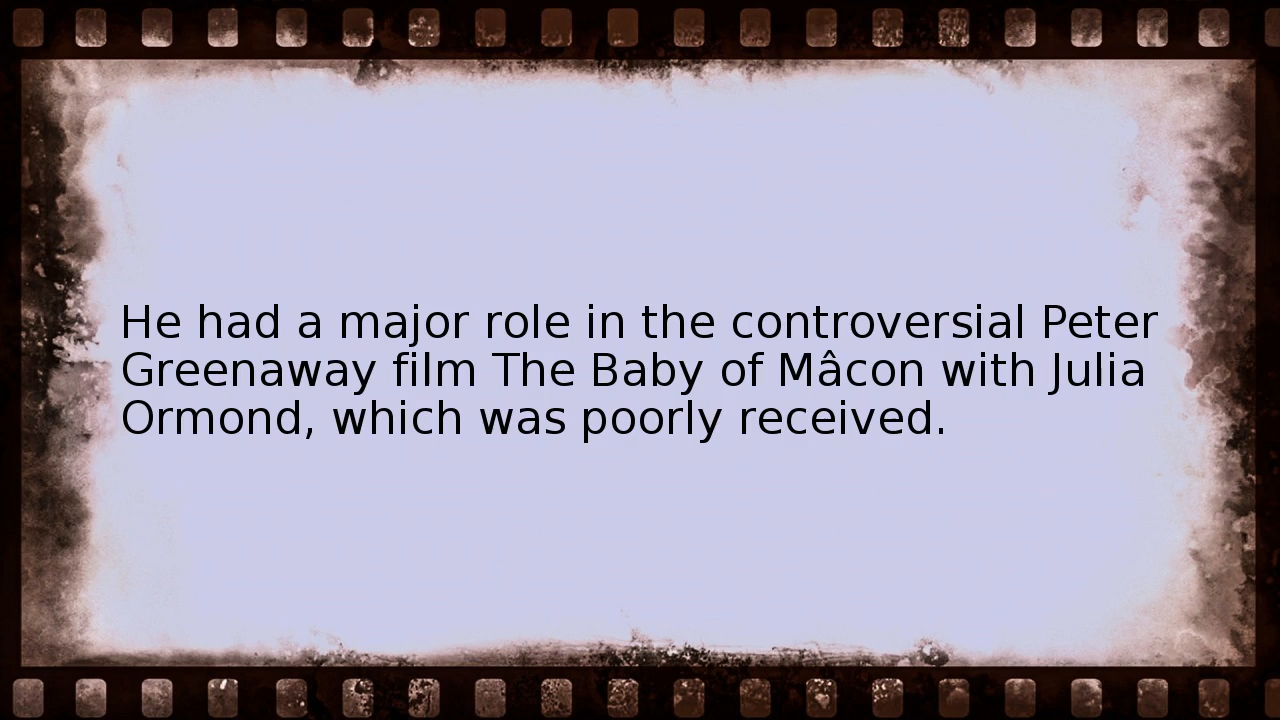 He had a major role in the controversial Peter
Greenaway film The Baby of Mâcon with Julia
Ormond, which was poorly received.